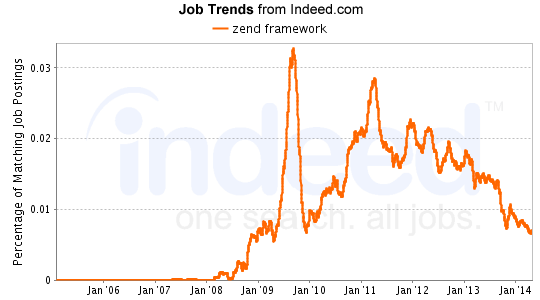 Job Trends from Indeed.com
zend framework
Percentage of Matching Job Postings
0.03
0.02
0.01
0
indeed™
one search. all jobs.
Jan '06 Jan '07 Jan '08 Jan '09 Jan '10 Jan '11 Jan '12 Jan '13 Jan '14